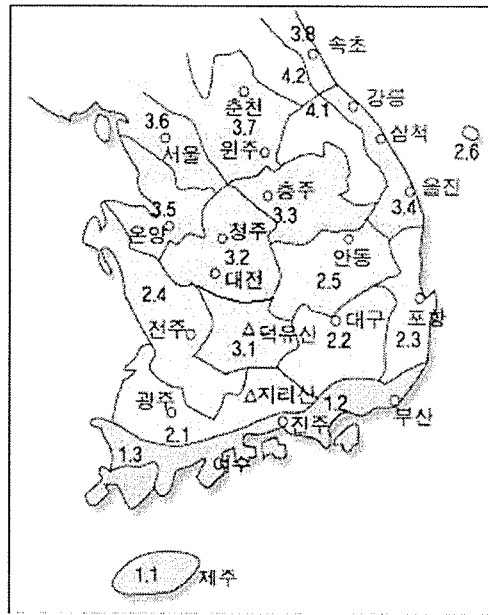 3.8 속초
4.2
4.1 강릉
춘천
3.7
3.6
서울
원주
삼척
2.6
충주
3.3
울진
3.4
3.5
온양
청주
3.2
대전
안동
2.5
2.4
전주
덕유산
3.1
대구
2.2
포항
2.3
지리산
광주
2.1
1.2
부산
진주
1.3
여수
1.1 제주